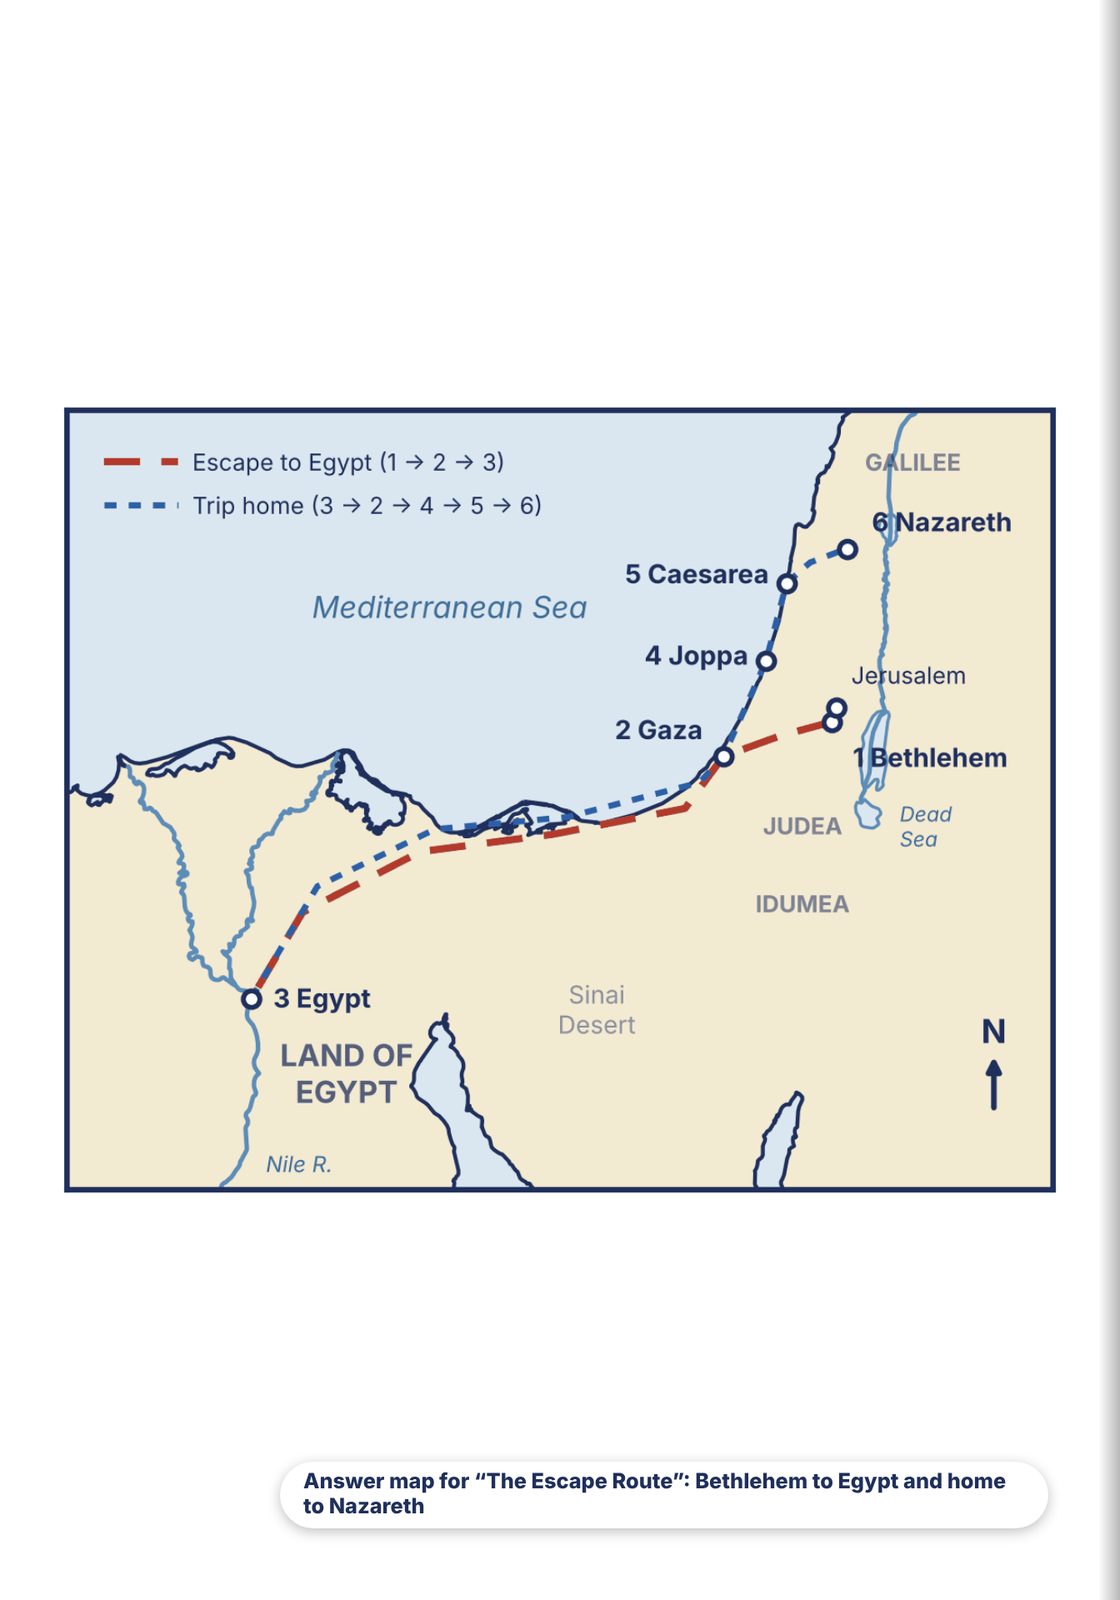 Escape to Egypt (1 → 2 → 3)
Trip home (3 → 2 → 4 → 5 → 6)
GALILEE
6 Nazareth
5 Caesarea
Mediterranean Sea
4 Joppa
Jerusalem
2 Gaza
1 Bethlehem
Dead
Sea
JUDEA
IDUMEA
3 Egypt
Sinai
Desert
LAND OF
EGYPT
N
Nile R.
Answer map for “The Escape Route”: Bethlehem to Egypt and home
to Nazareth